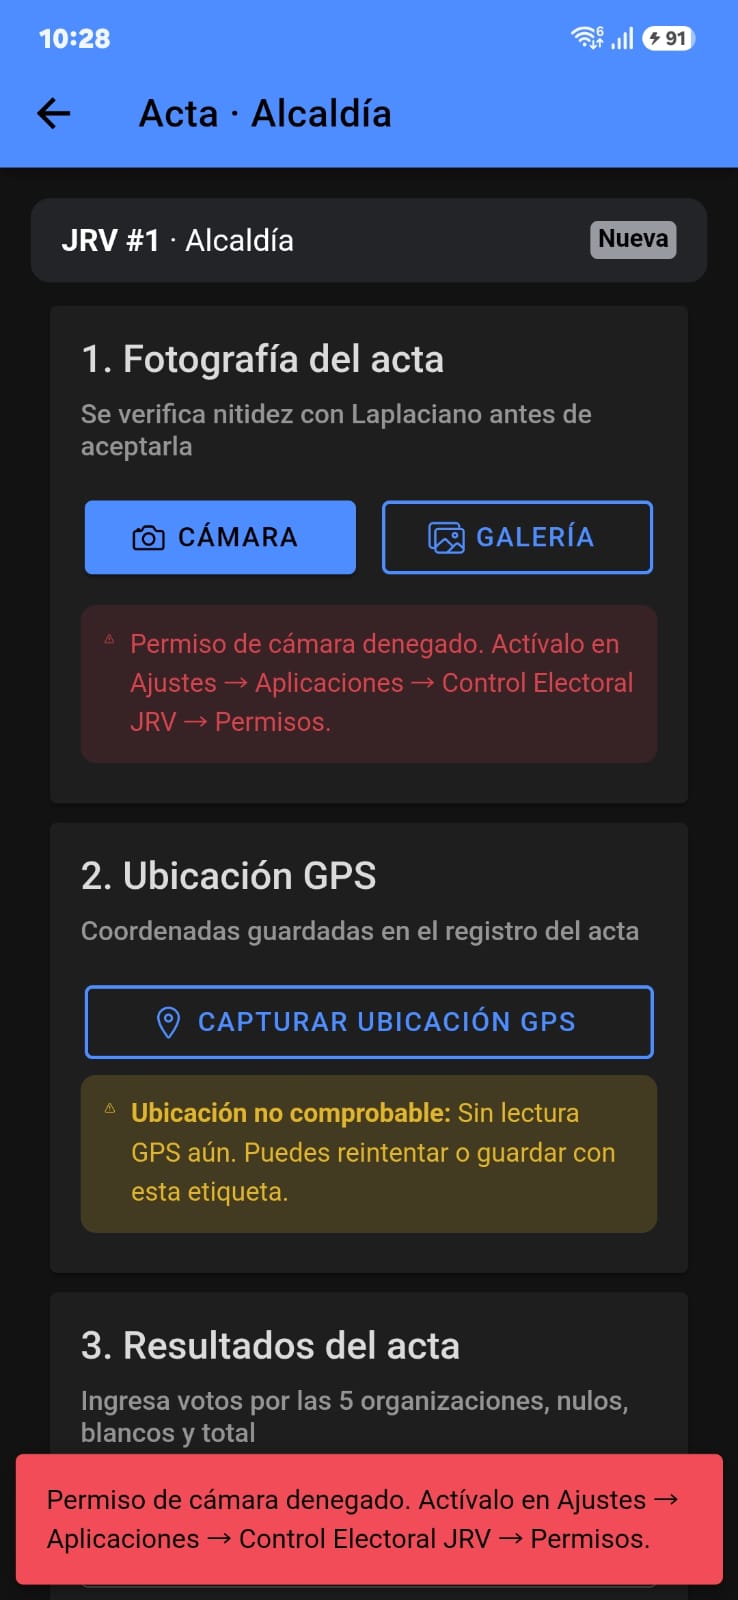 10:28
6
91
Acta · Alcaldía
JRV #1 · Alcaldía
Nueva
1. Fotografía del acta
Se verifica nitidez con Laplaciano antes de
aceptarla
CÁMARA
GALERÍA
Permiso de cámara denegado. Actívalo en
Ajustes → Aplicaciones → Control Electoral
JRV → Permisos.
2. Ubicación GPS
Coordenadas guardadas en el registro del acta
CAPTURAR UBICACIÓN GPS
Ubicación no comprobable: Sin lectura
GPS aún. Puedes reintentar o guardar con
esta etiqueta.
3. Resultados del acta
Ingresa votos por las 5 organizaciones, nulos,
blancos y total
Permiso de cámara denegado. Actívalo en Ajustes →
Aplicaciones → Control Electoral JRV → Permisos.